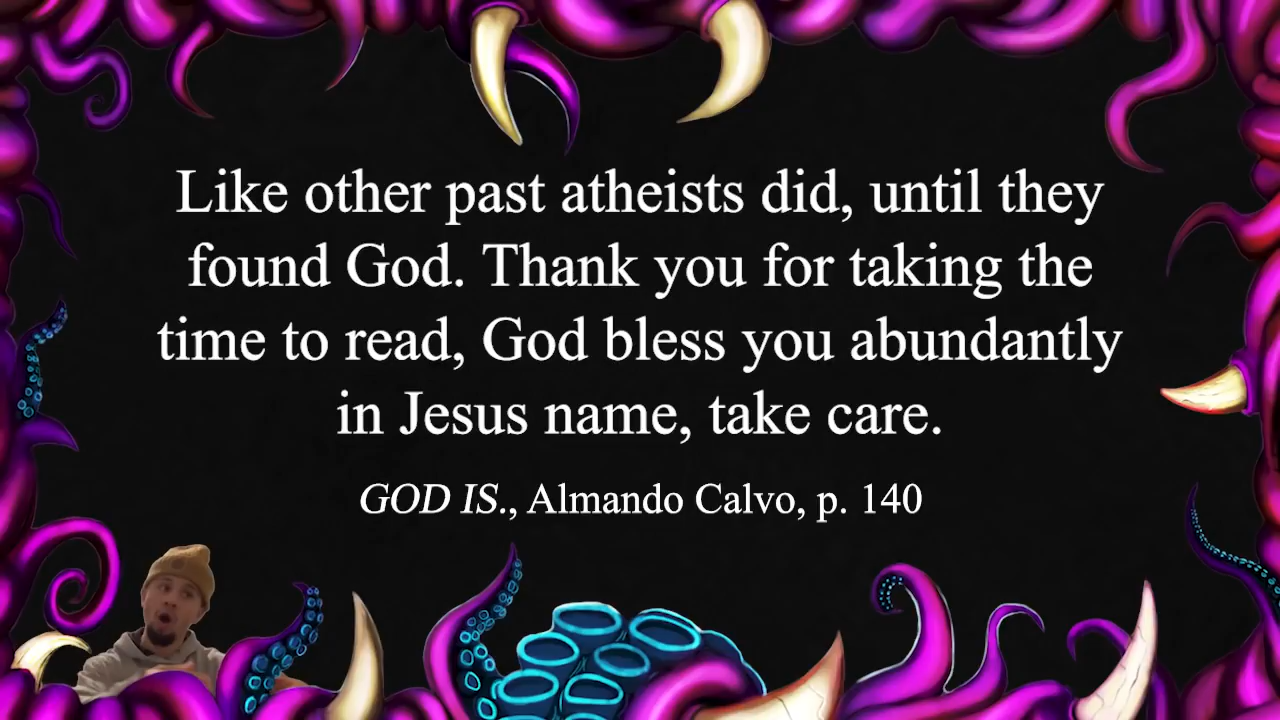 Like other past atheists did, until they
found God. Thank you for taking the
time to read, God bless you abundantly
in Jesus name, take care.
GOD IS., Almando Calvo, p. 140